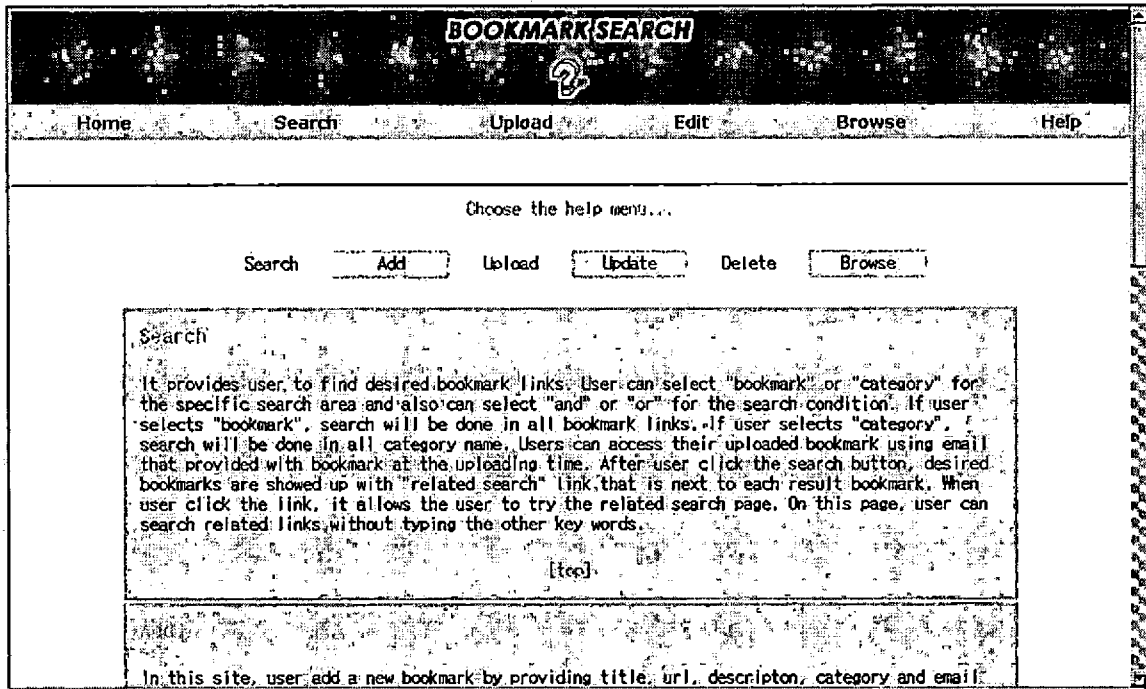 BOOKMARK SEARCH
Home Search Upload Edit Browse Help
Choose the help menu...
Search Add Upload Update Delete Browse
Search
It provides user, to find desired bookmark links. User can select "bookmark" or "category" for
the specific search area and also can select "and" or "or" for the search condition. If user
selects "bookmark", search will be done in all bookmark links. If user selects "category",
search will be done in all category name. Users can access their uploaded bookmark using email
that provided with bookmark at the uploading time. After user click the search button, desired
bookmarks are showed up with "related search" link, that is next to each result bookmark. When
user click the link, it allows the user to try the related search page. On this page, user can
search related links without typing the other key words.
[top]
Add
In this site, user add a new bookmark by providing title, url, descripton, category and email